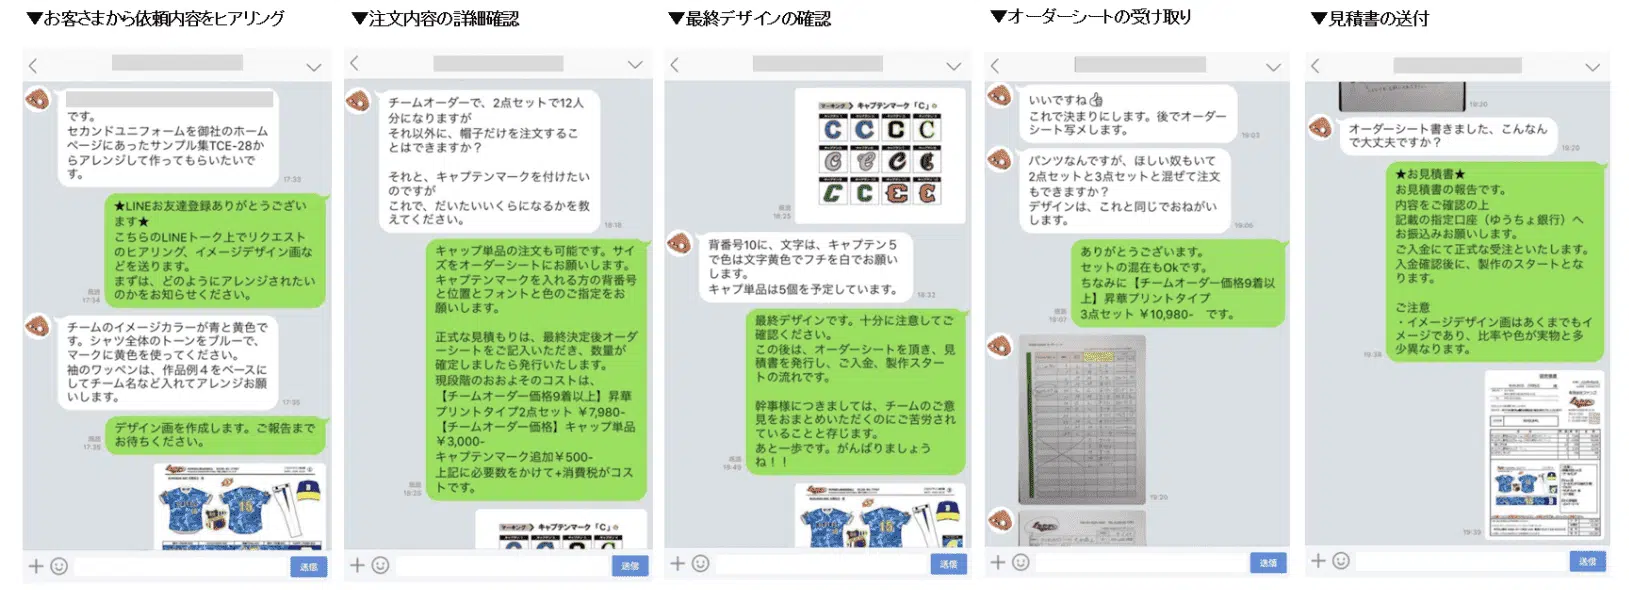 ▼お客さまから依頼内容をヒアリング
です。
セカンドユニフォームを御社のホーム
ページにあったサンプル集TCE-28か
らアレンジして作ってもらいたいで
す。
17:33
★LINEお友達登録ありがとうござい
ます★
こちらのLINEトーク上でリクエスト
のヒアリング、イメージデザイン画な
どを送ります。
まずは、どのようにアレンジされたい
のかをお知らせください。
既読
17:34
チームのイメージカラーが青と黄色で
す。シャツ全体のトーンをブルーで、
マークに黄色を使ってください。
袖のワッペンは、作品例４をベースに
してチーム名など入れてアレンジお願
いします。
17:35
デザイン画を作成します。ご報告まで
お待ちください。
既読
送信
▼注文内容の詳細確認
チームオーダーで、2点セットで12人
分になりますが
それ以外に、帽子だけを注文するこ
とはできますか？
それと、キャプテンマークを付けたい
のですが
これで、だいたいいくらになるかを教
えてください。
18:18
キャップ単品の注文も可能です。サイ
ズをオーダーシートにお願いします。
キャプテンマークを入れる方の背番号
と位置とフォントと色のご指定をお
願いします。
正式な見積もりは、最終決定後オーダ
ーシートをご記入いただき、数量が
確定しましたら発行いたします。
現段階のおおよそのコストは、
【チームオーダー価格9着以上】昇華
プリントタイプ2点セット ¥7,980-
【チームオーダー価格】キャップ単品
¥3,000-
キャプテンマーク追加¥500-
上記に必要数をかけて+消費税がコス
トです。
既読
18:25
マーキング キャプテンマーク「C」
送信
▼最終デザインの確認
マーキング キャプテンマーク「C」
既読
18:25
背番号10に、文字は、キャプテン５
で色は文字黄色でフチを白でお願い
します。
キャプ単品は5個を予定しています。
18:32
最終デザインです。十分に注意してご
確認ください。
この後は、オーダーシートを頂き、見
積書を発行し、ご入金、製作スター
トの流れです。
幹事様につきましては、チームのご意
見をおまとめいただくのにご苦労され
ていることと存じます。
あと一歩です。がんばりましょう
ね！！
既読
18:49
送信
▼オーダーシートの受け取り
いいですね👍
これで決まりにします。後でオーダー
シート写メします。
19:03
パンツなんですが、ほしい奴もいて
2点セットと3点セットと混ぜて注文
もできますか？
デザインは、これと同じでおねがい
します。
19:05
ありがとうございます。
セットの混在もOkです。
ちなみに【チームオーダー価格9着以
上】昇華プリントタイプ
3点セット ¥10,980- です。
既読
19:07
19:20
送信
▼見積書の送付
19:20
オーダーシート書きました、こんなん
で大丈夫ですか？
19:20
★お見積書★
お見積書の報告です。
内容をご確認の上
記載の指定口座（ゆうちょ銀行）へ
お振込みお願いします。
ご入金にて正式な受注といたします。
入金確認後に、製作のスタートとな
ります。
ご注意
・イメージデザイン画はあくまでもイ
メージであり、比率や色が実物と多
少異なります。
既読
19:39
送信